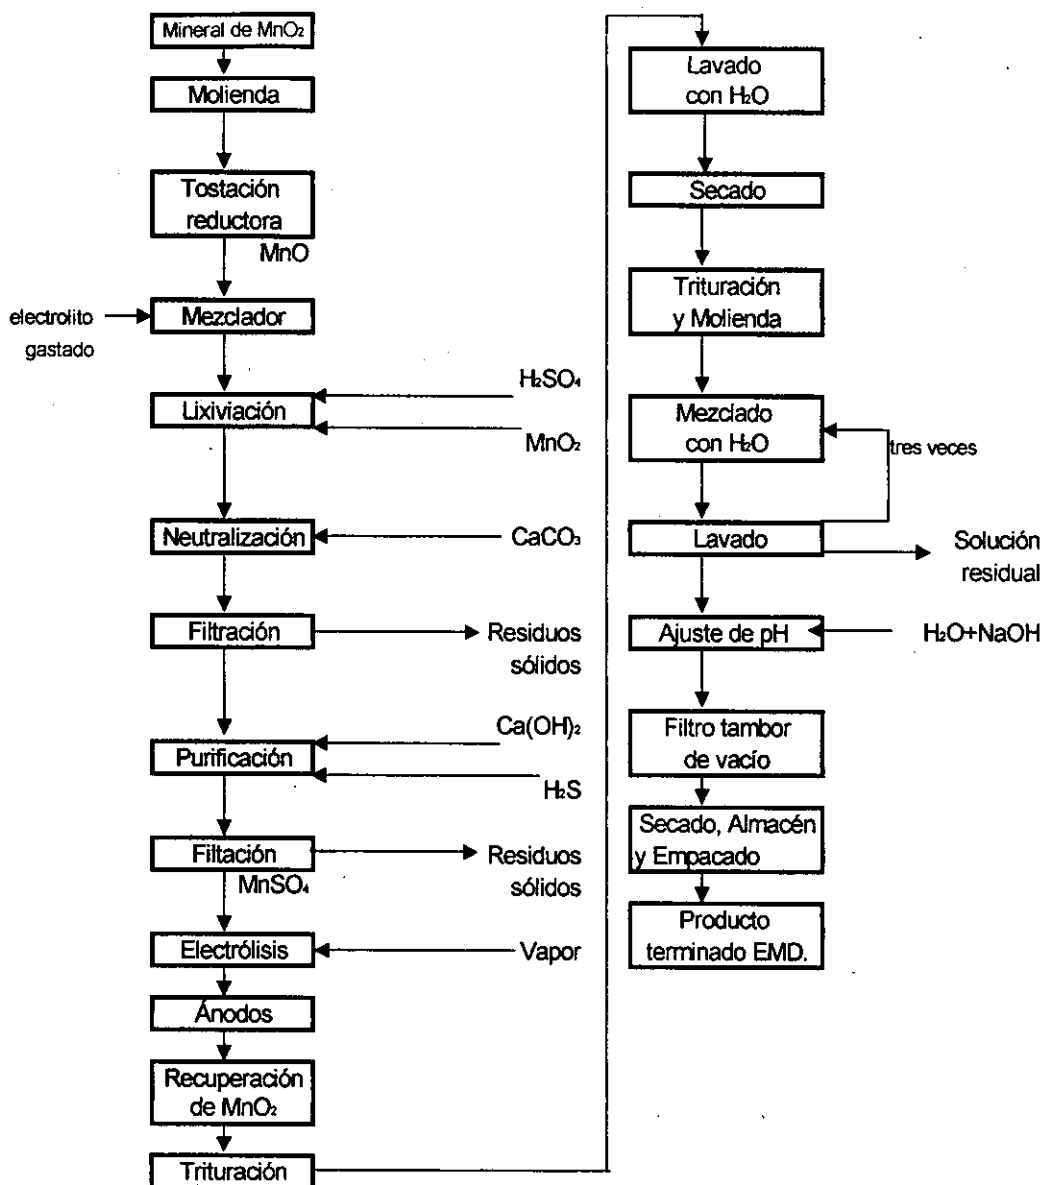 Mineral de MnO₂
Molienda
Tostación
reductora
MnO
electrolito
gastado
Mezclador
H₂SO₄
Lixiviación
MnO₂
Neutralización
CaCO₃
Filtración
Residuos
sólidos
Ca(OH)₂
Purificación
H₂S
Filtación
MnSO₄
Residuos
sólidos
Electrólisis
Vapor
Ánodos
Recuperación
de MnO₂
Trituración
Lavado
con H₂O
Secado
Trituración
y Molienda
Mezclado
con H₂O
tres veces
Lavado
Solución
residual
Ajuste de pH
H₂O+NaOH
Filtro tambor
de vacío
Secado, Almacén
y Empacado
Producto
terminado EMD.